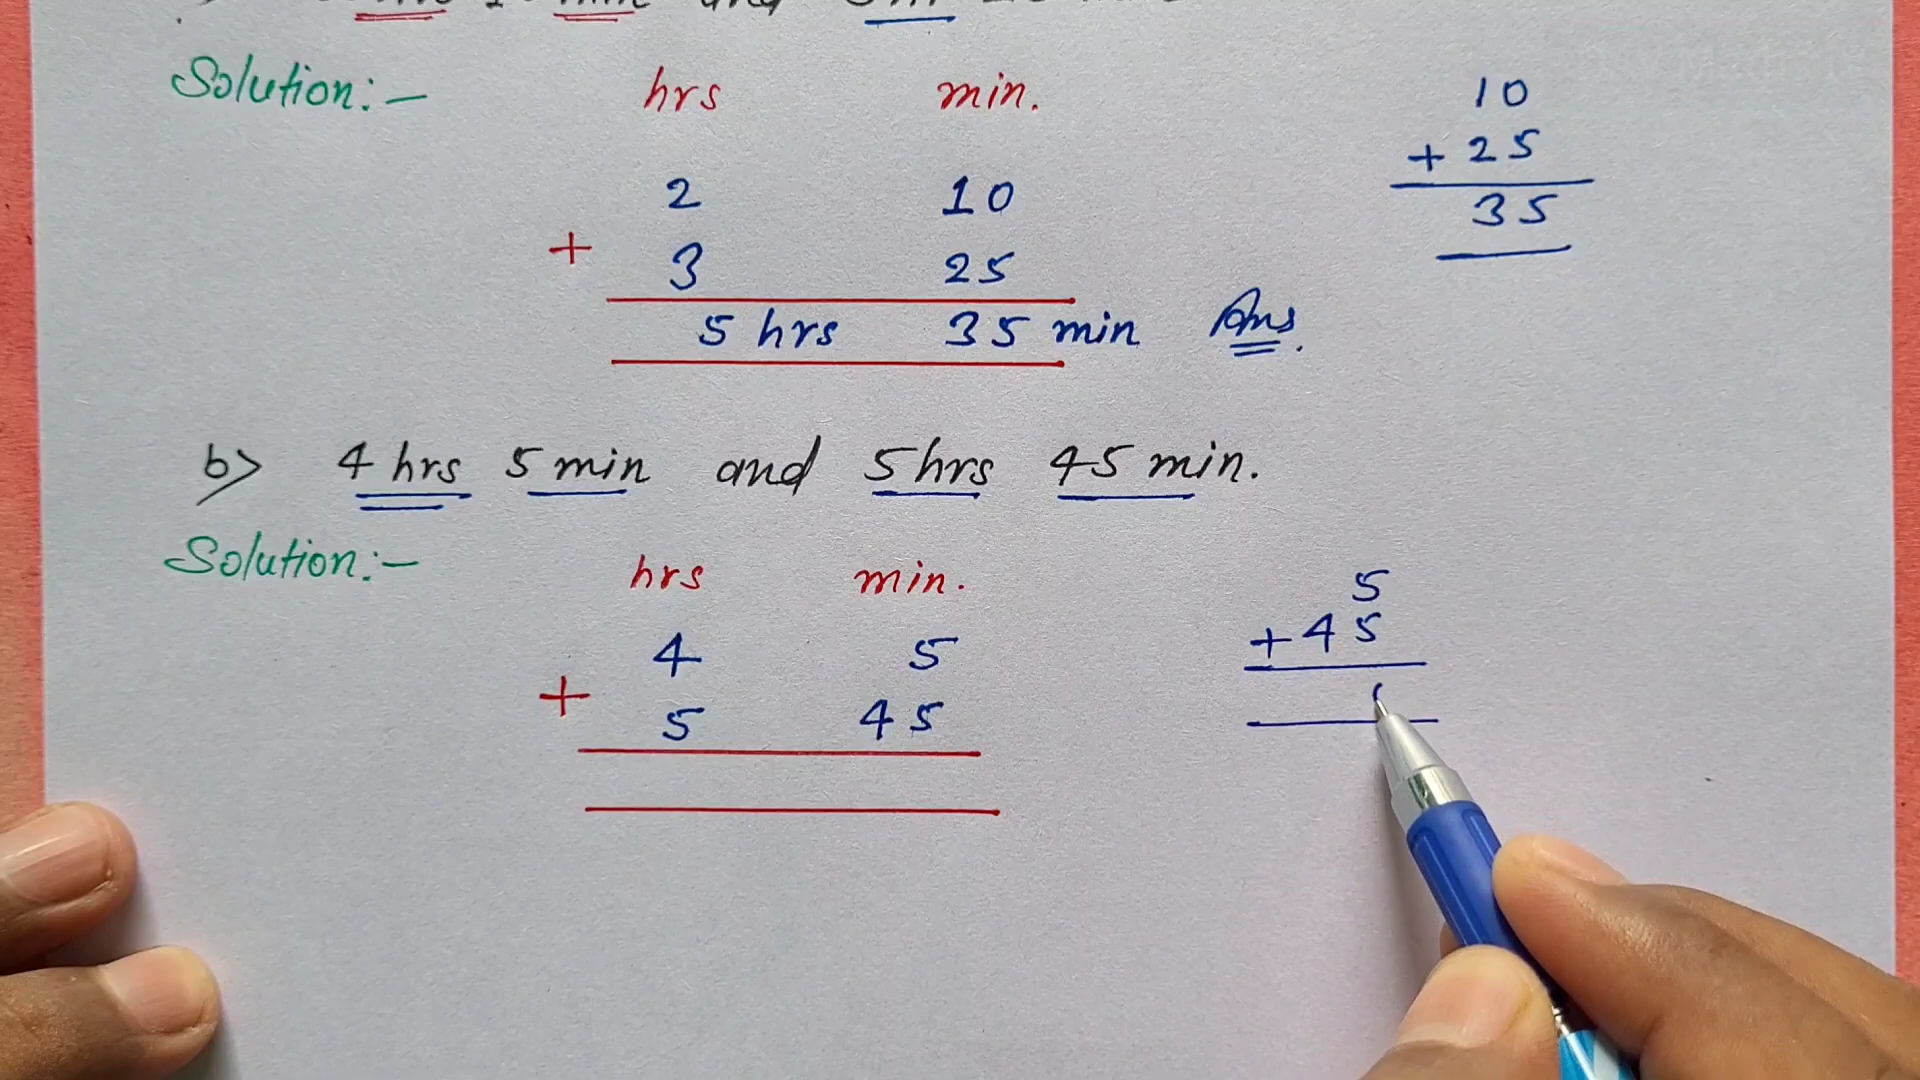 and
Solution:-
hrs min.
2 10
+ 3 25
5 hrs 35 min Ans.
10
+ 25
35
b> 4 hrs 5 min and 5 hrs 45 min.
Solution:-
hrs min.
4 5
+ 5 45
5
+ 45